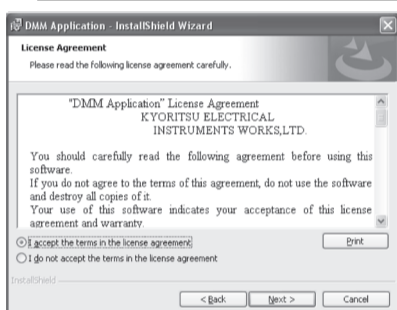 DMM Application - InstallShield Wizard
License Agreement
Please read the following license agreement carefully.
"DMM Application" License Agreement
KYORITSU ELECTRICAL
INSTRUMENTS WORKS,LTD.
You should carefully read the following agreement before using this
software.
If you do not agree to the terms of this agreement, do not use the software
and destroy all copies of it.
Your use of this software indicates your acceptance of this license
agreement and warranty.
I accept the terms in the license agreement
Print
I do not accept the terms in the license agreement
InstallShield
< Back
Next >
Cancel